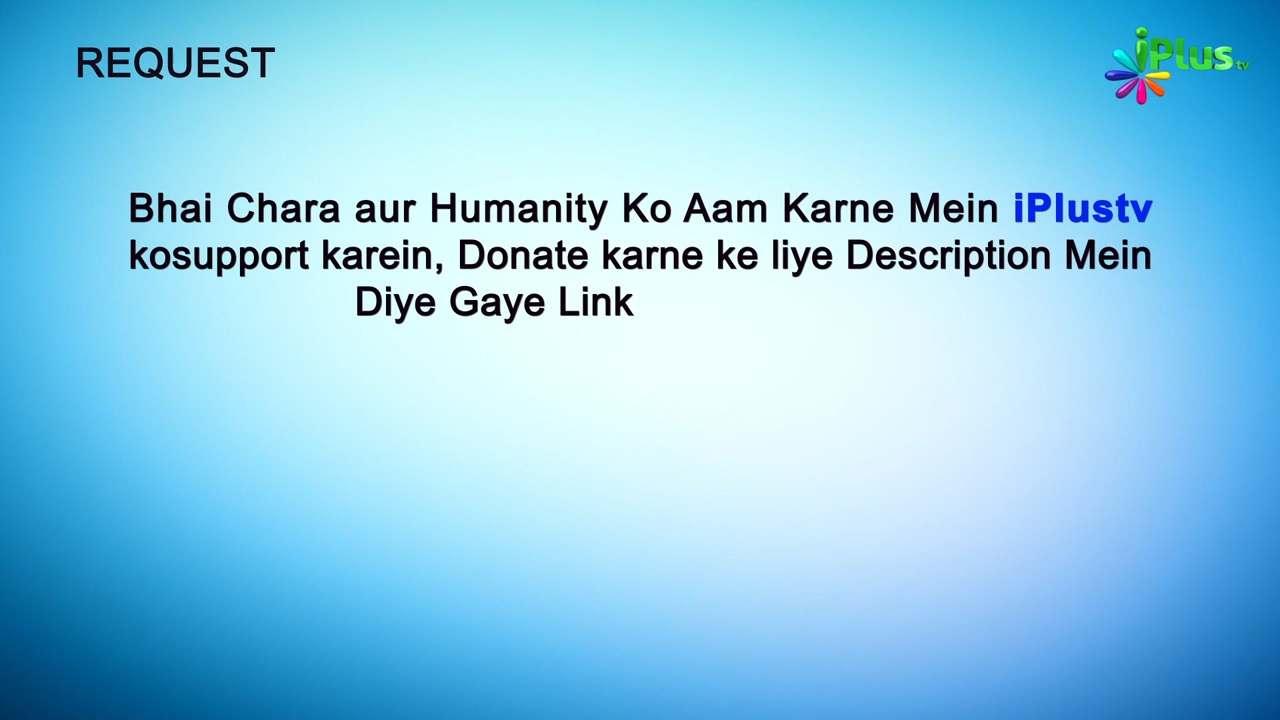 REQUEST
iPlus tv
Bhai Chara aur Humanity Ko Aam Karne Mein iPlustv
kosupport karein, Donate karne ke liye Description Mein
Diye Gaye Link